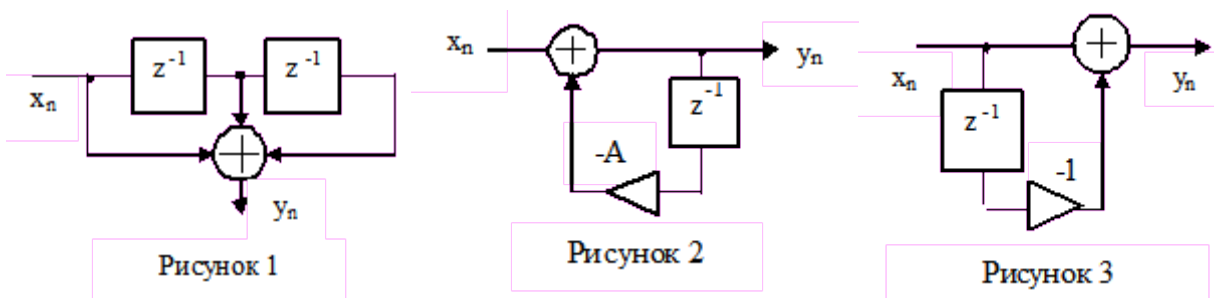 xₙ
z⁻¹
z⁻¹
yₙ
Рисунок 1
xₙ
yₙ
z⁻¹
-A
Рисунок 2
xₙ
yₙ
z⁻¹
-1
Рисунок 3